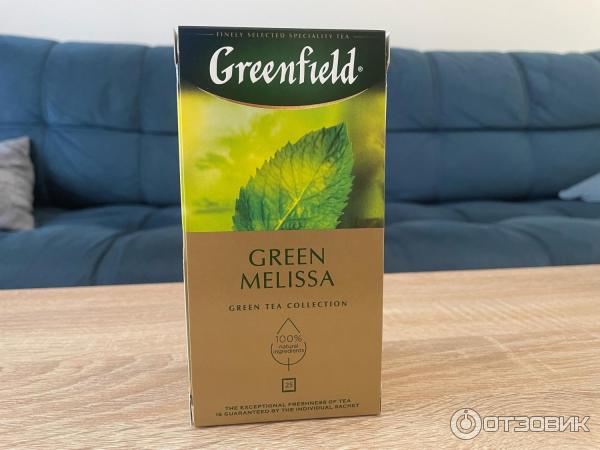 FINELY SELECTED SPECIALITY TEA
Greenfield®
GREEN
MELISSA
GREEN TEA COLLECTION
100%
natural
ingredients
25
THE EXCEPTIONAL FRESHNESS OF TEA
IS GUARANTEED BY THE INDIVIDUAL SACHET
ОТЗОВИК